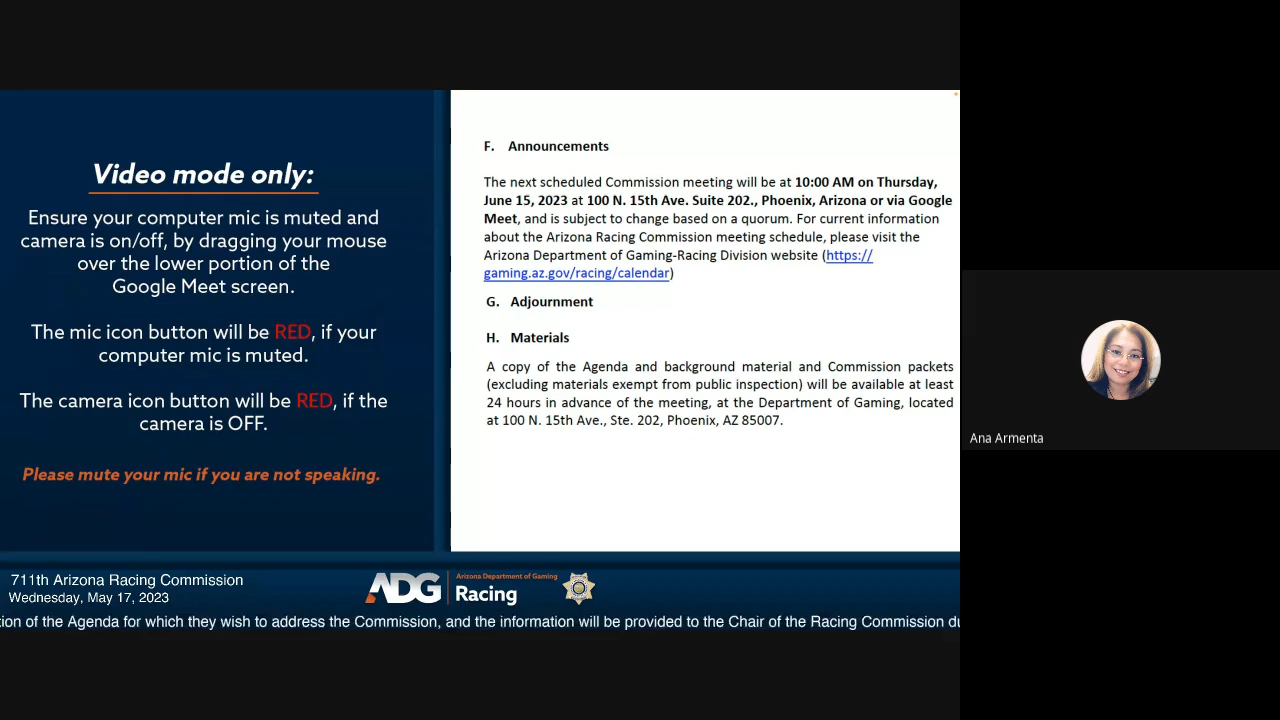 Video mode only:
Ensure your computer mic is muted and
camera is on/off, by dragging your mouse
over the lower portion of the
Google Meet screen.
The mic icon button will be RED, if your
computer mic is muted.
The camera icon button will be RED, if the
camera is OFF.
Please mute your mic if you are not speaking.
F. Announcements
The next scheduled Commission meeting will be at 10:00 AM on Thursday,
June 15, 2023 at 100 N. 15th Ave. Suite 202., Phoenix, Arizona or via Google
Meet, and is subject to change based on a quorum. For current information
about the Arizona Racing Commission meeting schedule, please visit the
Arizona Department of Gaming-Racing Division website (https://
gaming.az.gov/racing/calendar)
G. Adjournment
H. Materials
A copy of the Agenda and background material and Commission packets
(excluding materials exempt from public inspection) will be available at least
24 hours in advance of the meeting, at the Department of Gaming, located
at 100 N. 15th Ave., Ste. 202, Phoenix, AZ 85007.
Ana Armenta
711th Arizona Racing Commission
Wednesday, May 17, 2023
ADG
Arizona Department of Gaming
Racing
tion of the Agenda for which they wish to address the Commission, and the information will be provided to the Chair of the Racing Commission du